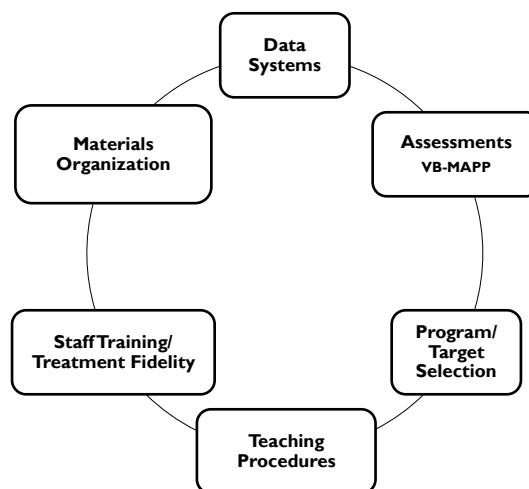 Data
Systems
Assessments
VB-MAPP
Program/
Target
Selection
Teaching
Procedures
Staff Training/
Treatment Fidelity
Materials
Organization